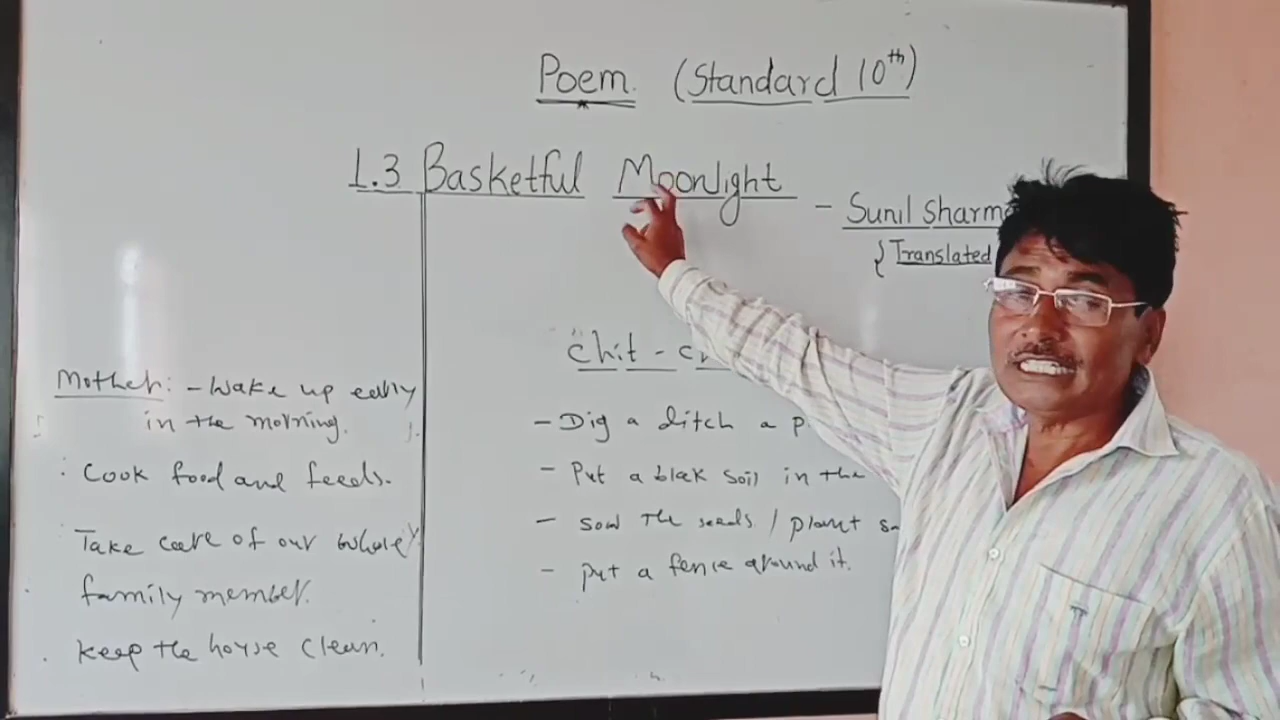 Poem. (Standard 10th)
1.3 Basketful Moonlight
- Sunil Sharma
{Translated
Mother: - Wake up early
in the morning.
. Cook food and feeds.
Take care of our whole
family member.
. Keep the house clean.
"Chit -
- Dig a ditch a
- Put a blak soil in the
- sow the seeds / plant
- put a fence around it.